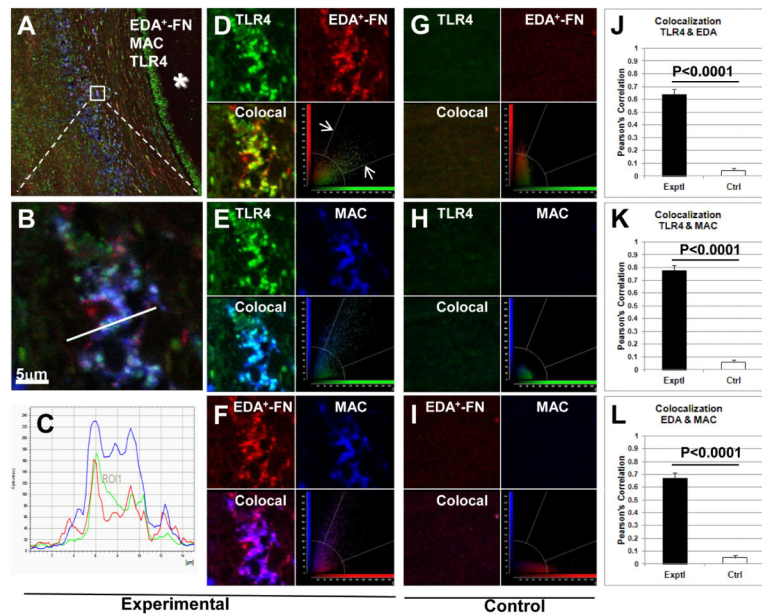 A
EDA⁺-FN
MAC
TLR4
*
B
5um
C
ROI1
[µm]
D
TLR4
EDA⁺-FN
Colocal
E
TLR4
MAC
Colocal
F
EDA⁺-FN
MAC
Colocal
Experimental
G
TLR4
EDA⁺-FN
Colocal
H
TLR4
MAC
Colocal
I
EDA⁺-FN
MAC
Colocal
Control
J
Colocalization
TLR4 & EDA
P<0.0001
Pearson's Correlation
1
0.9
0.8
0.7
0.6
0.5
0.4
0.3
0.2
0.1
0
Exptl Ctrl
K
Colocalization
TLR4 & MAC
P<0.0001
Pearson's Correlation
1
0.9
0.8
0.7
0.6
0.5
0.4
0.3
0.2
0.1
0
Exptl Ctrl
L
Colocalization
EDA & MAC
P<0.0001
Pearson's Correlation
1
0.9
0.8
0.7
0.6
0.5
0.4
0.3
0.2
0.1
0
Exptl Ctrl